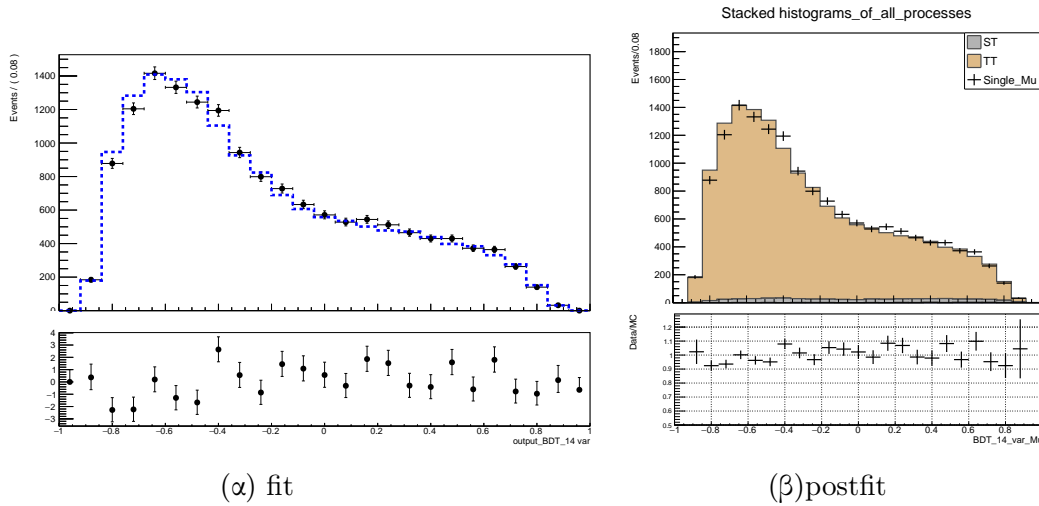 Stacked histograms_of_all_processes
Events / ( 0.08 )
1400
1200
1000
800
600
400
200
0
4
3
2
1
0
−1
−2
−3
−1 −0.8 −0.6 −0.4 −0.2 0 0.2 0.4 0.6 0.8 1
output_BDT_14 var
Events/0.08
1800
1600
1400
1200
1000
800
600
400
200
0
ST
TT
Single_Mu
Data/MC
1.2
1.1
1
0.9
0.8
0.7
0.6
0.5
−1 −0.8 −0.6 −0.4 −0.2 0 0.2 0.4 0.6 0.8 1
BDT_14_var_Mu
(α) fit
(β)postfit